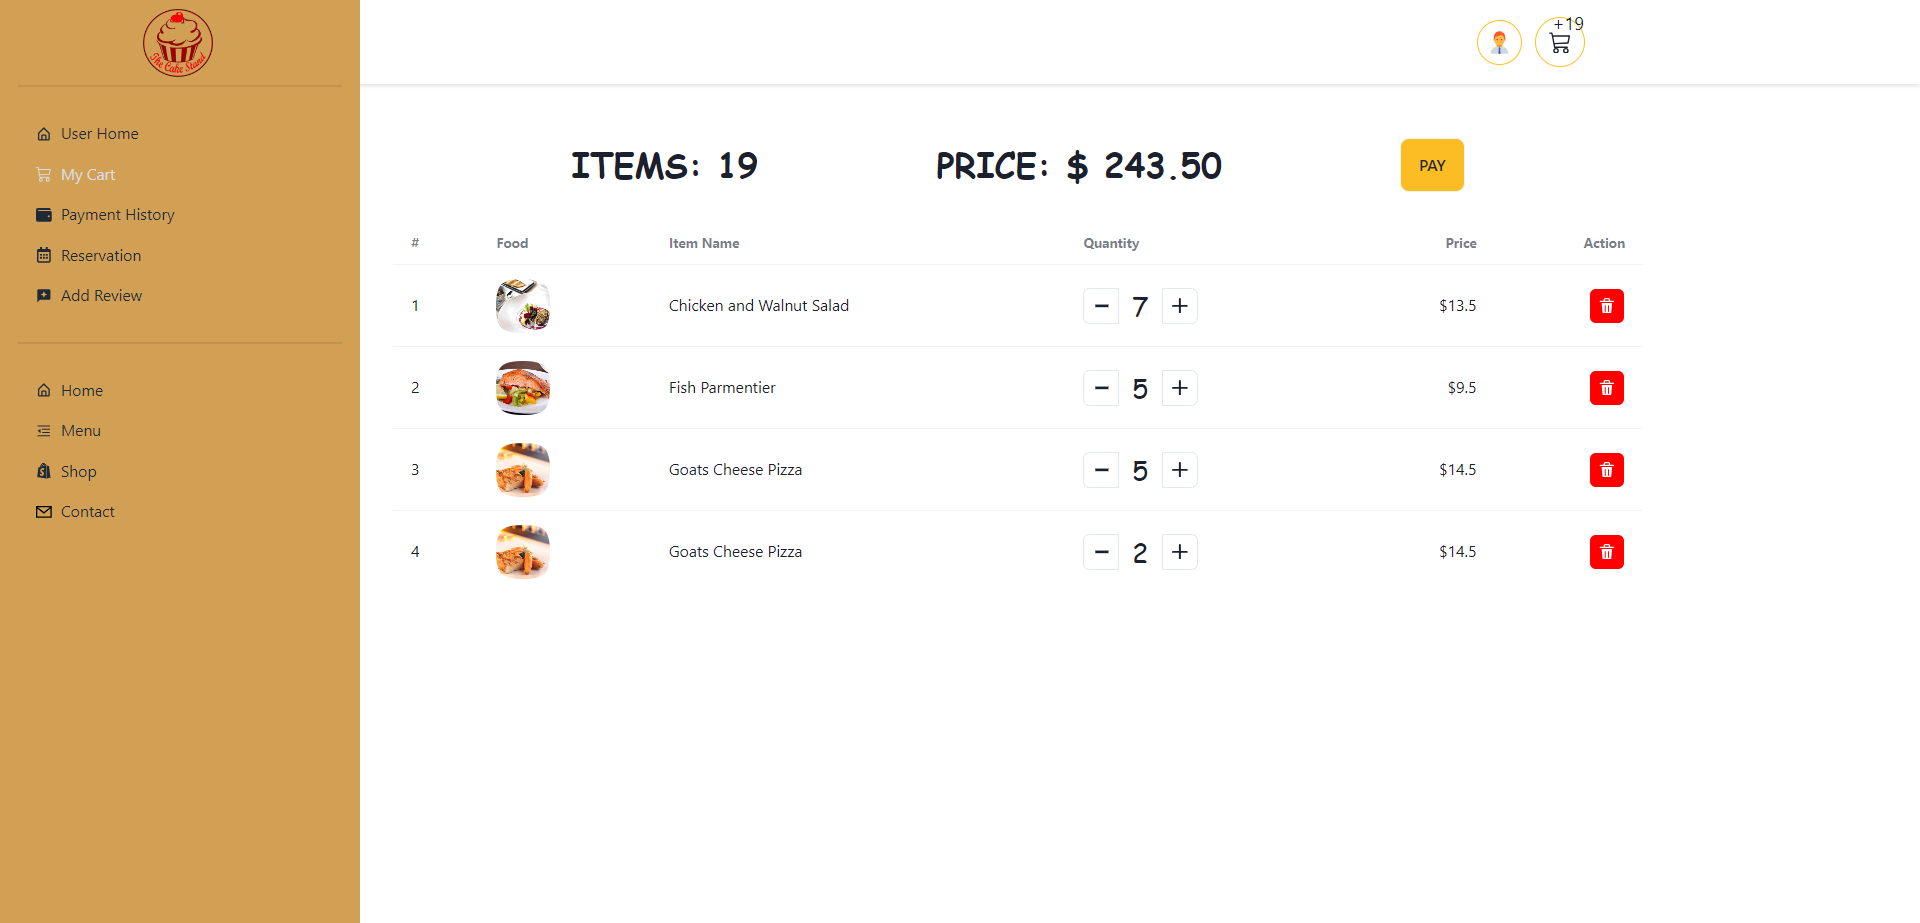 The Cake Stand
+19
User Home
My Cart
Payment History
Reservation
Add Review
Home
Menu
Shop
Contact
ITEMS: 19 PRICE: $ 243.50 PAY
# Food Item Name Quantity Price Action
1 Chicken and Walnut Salad − 7 + $13.5
2 Fish Parmentier − 5 + $9.5
3 Goats Cheese Pizza − 5 + $14.5
4 Goats Cheese Pizza − 2 + $14.5